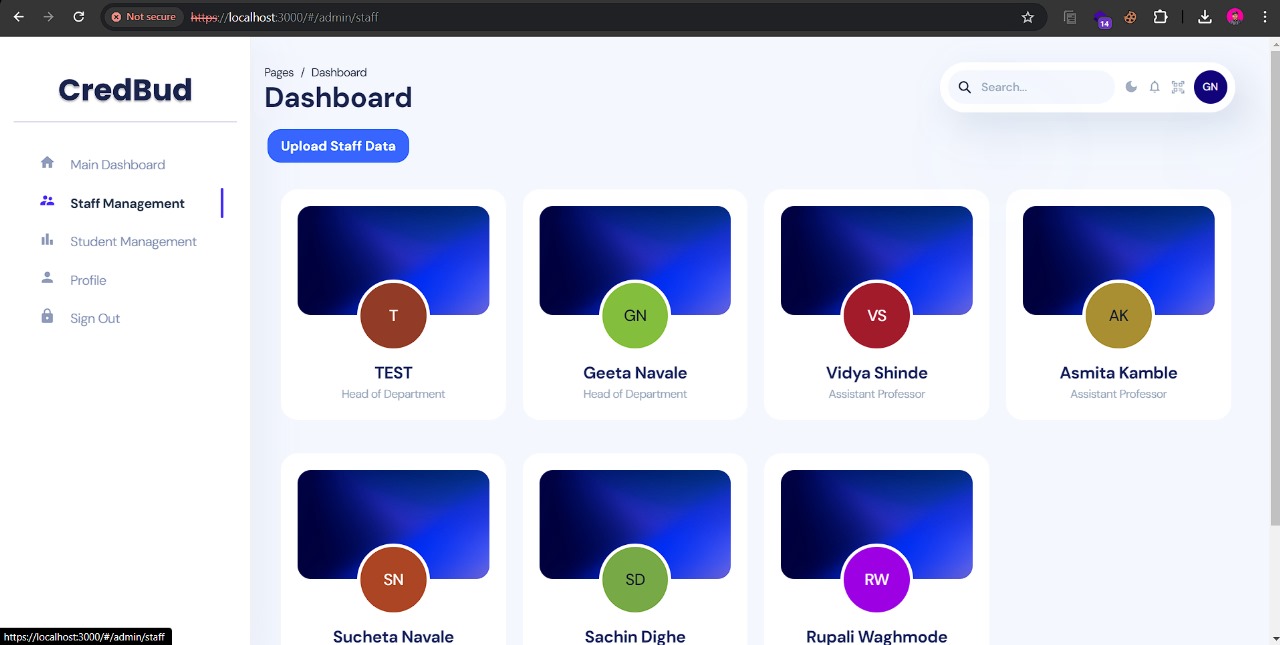 Not secure
https://localhost:3000/#/admin/staff
14
CredBud
Main Dashboard
Staff Management
Student Management
Profile
Sign Out
Pages / Dashboard
Dashboard
Search...
GN
Upload Staff Data
T
TEST
Head of Department
GN
Geeta Navale
Head of Department
VS
Vidya Shinde
Assistant Professor
AK
Asmita Kamble
Assistant Professor
SN
Sucheta Navale
SD
Sachin Dighe
RW
Rupali Waghmode
https://localhost:3000/#/admin/staff